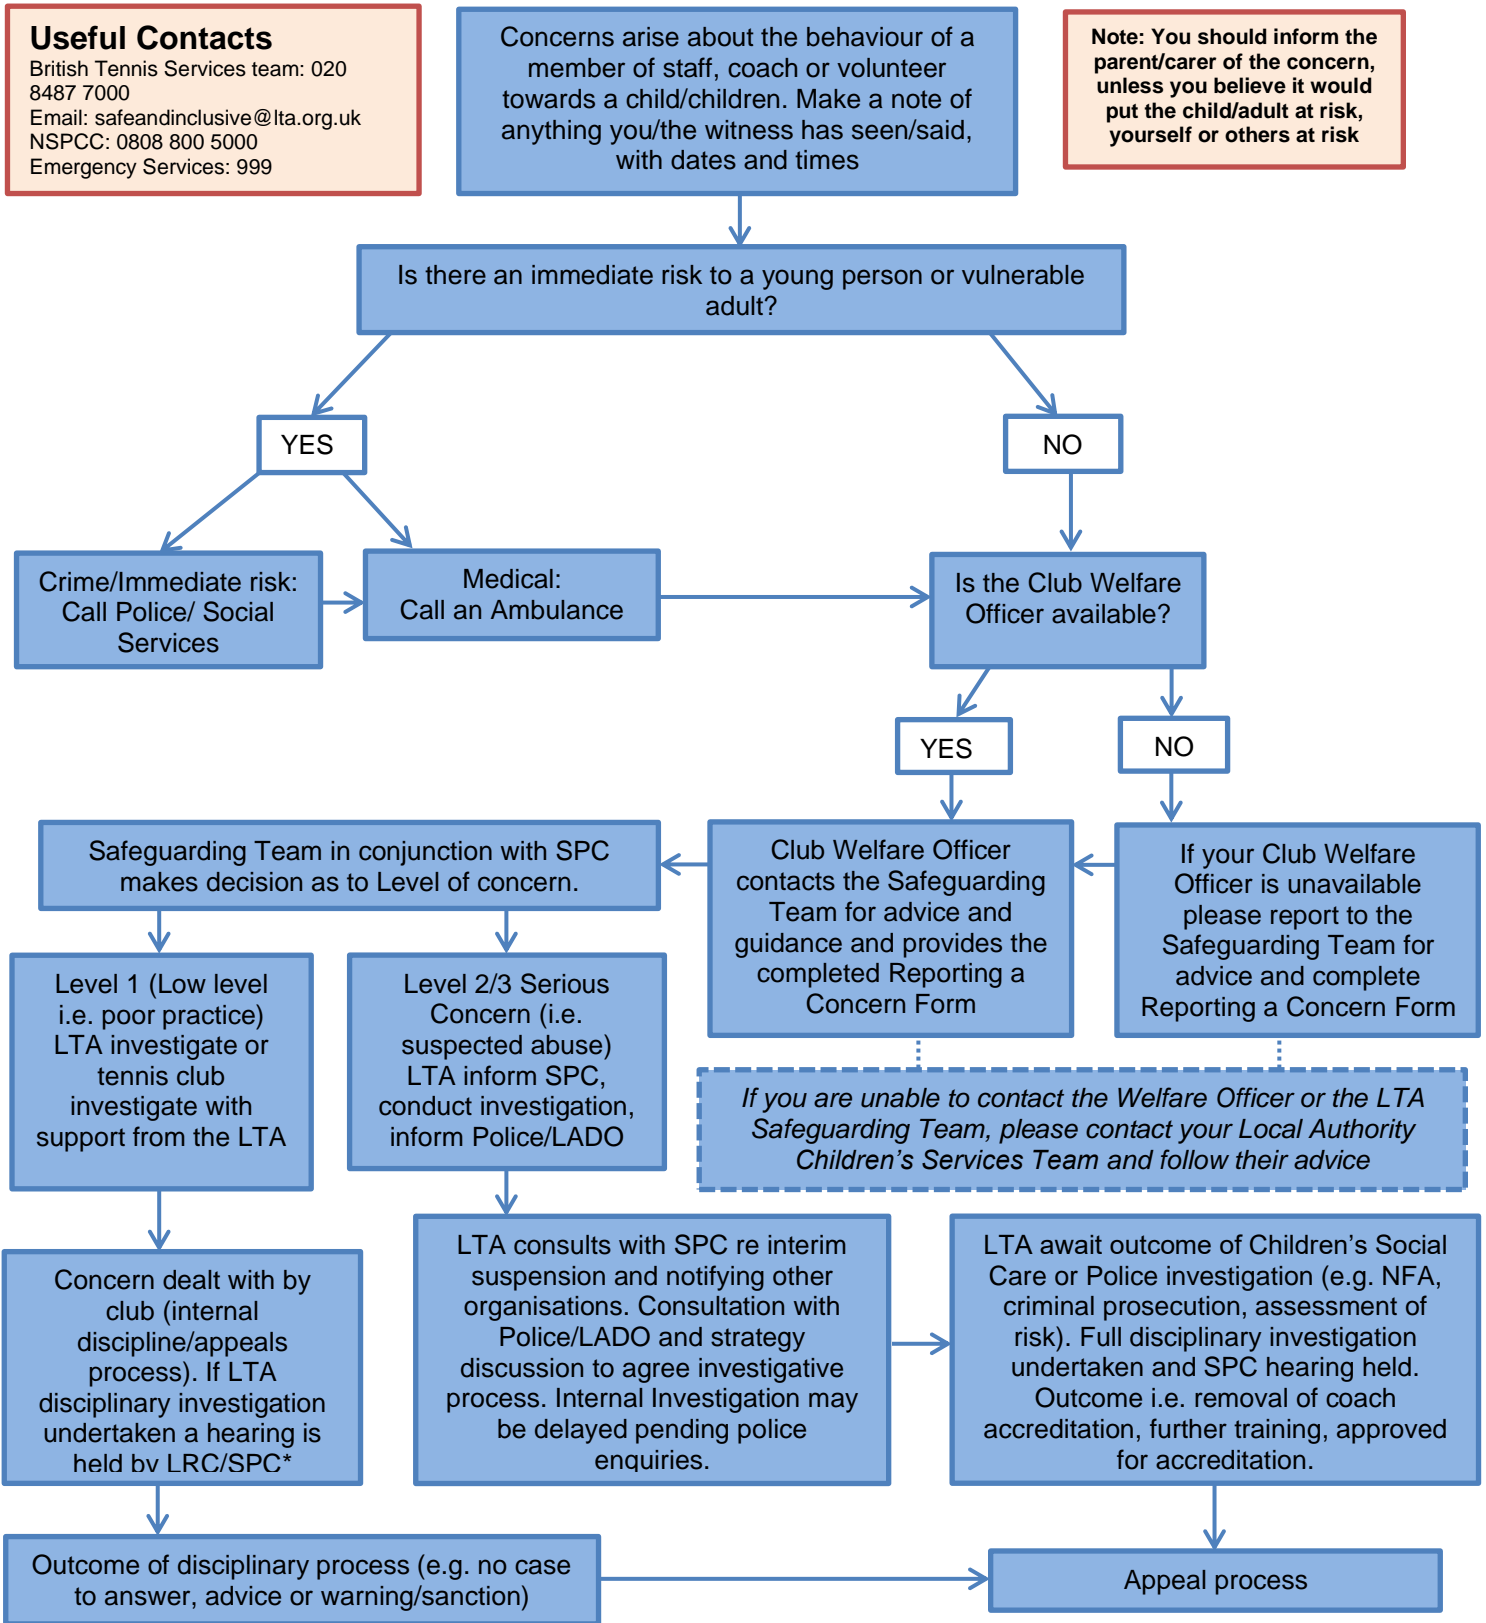 Useful Contacts
British Tennis Services team: 020
8487 7000
Email: safeandinclusive@lta.org.uk
NSPCC: 0808 800 5000
Emergency Services: 999
Concerns arise about the behaviour of a
member of staff, coach or volunteer
towards a child/children. Make a note of
anything you/the witness has seen/said,
with dates and times
Note: You should inform the
parent/carer of the concern,
unless you believe it would
put the child/adult at risk,
yourself or others at risk
Is there an immediate risk to a young person or vulnerable
adult?
YES
NO
Crime/Immediate risk:
Call Police/ Social
Services
Medical:
Call an Ambulance
Is the Club Welfare
Officer available?
YES
NO
Safeguarding Team in conjunction with SPC
makes decision as to Level of concern.
Club Welfare Officer
contacts the Safeguarding
Team for advice and
guidance and provides the
completed Reporting a
Concern Form
If your Club Welfare
Officer is unavailable
please report to the
Safeguarding Team for
advice and complete
Reporting a Concern Form
Level 1 (Low level
i.e. poor practice)
LTA investigate or
tennis club
investigate with
support from the LTA
Level 2/3 Serious
Concern (i.e.
suspected abuse)
LTA inform SPC,
conduct investigation,
inform Police/LADO
If you are unable to contact the Welfare Officer or the LTA
Safeguarding Team, please contact your Local Authority
Children’s Services Team and follow their advice
Concern dealt with by
club (internal
discipline/appeals
process). If LTA
disciplinary investigation
undertaken a hearing is
held by LRC/SPC*
LTA consults with SPC re interim
suspension and notifying other
organisations. Consultation with
Police/LADO and strategy
discussion to agree investigative
process. Internal Investigation may
be delayed pending police
enquiries.
LTA await outcome of Children’s Social
Care or Police investigation (e.g. NFA,
criminal prosecution, assessment of
risk). Full disciplinary investigation
undertaken and SPC hearing held.
Outcome i.e. removal of coach
accreditation, further training, approved
for accreditation.
Outcome of disciplinary process (e.g. no case
to answer, advice or warning/sanction)
Appeal process